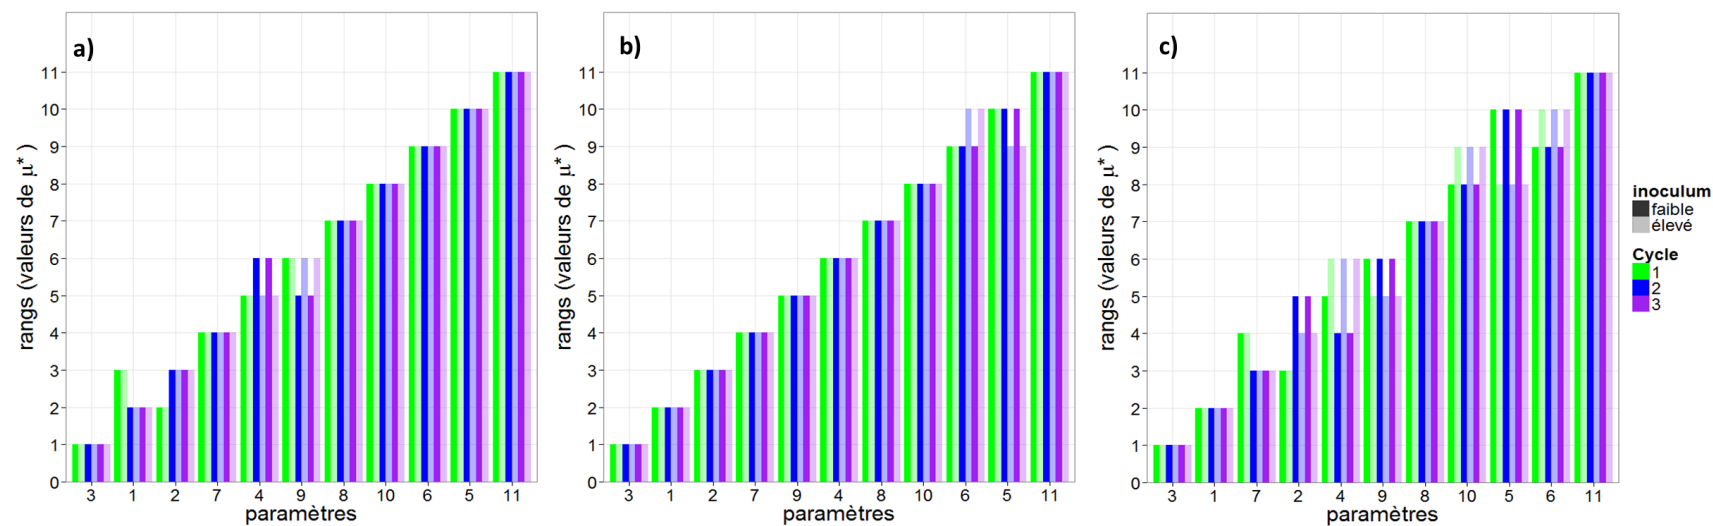 a)
rangs (valeurs de μ* )
11
10
9
8
7
6
5
4
3
2
1
0
3 1 2 7 4 9 8 10 6 5 11
paramètres
b)
rangs (valeurs de μ* )
11
10
9
8
7
6
5
4
3
2
1
0
3 1 2 7 9 4 8 10 6 5 11
paramètres
c)
rangs (valeurs de μ* )
11
10
9
8
7
6
5
4
3
2
1
0
3 1 7 2 4 9 8 10 5 6 11
paramètres
inoculum
faible
élevé
Cycle
1
2
3